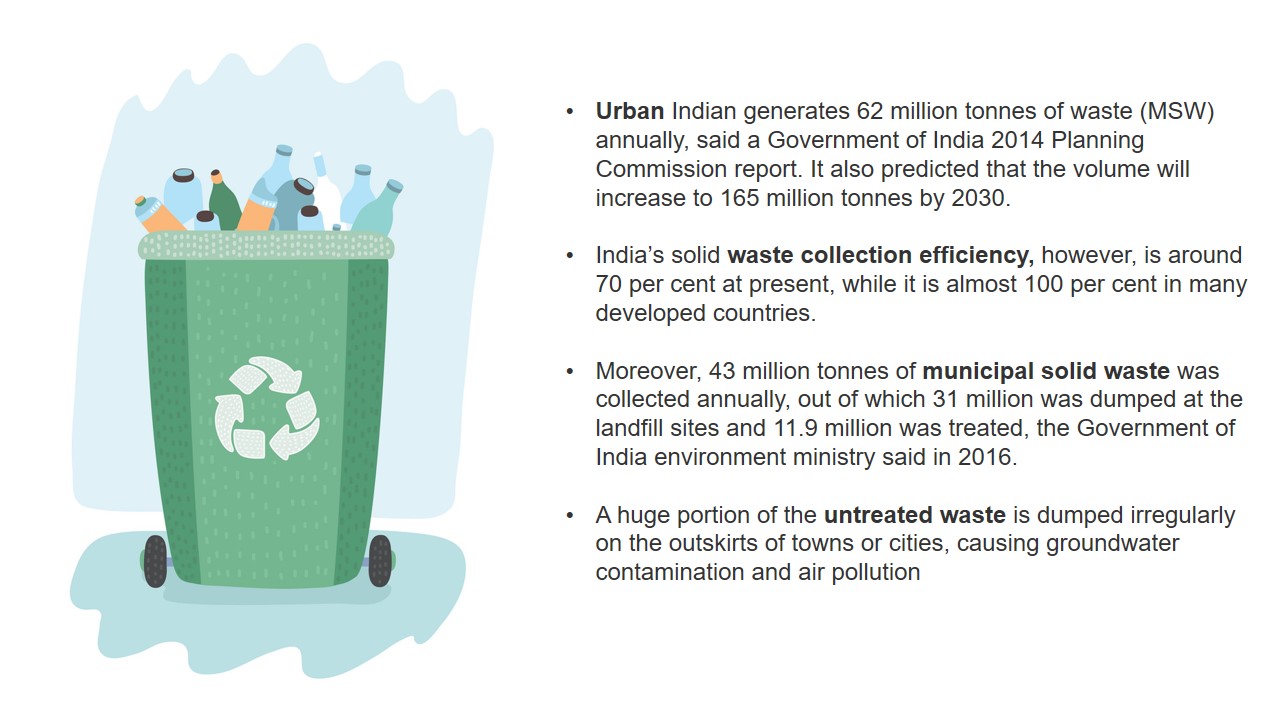 • Urban Indian generates 62 million tonnes of waste (MSW)
annually, said a Government of India 2014 Planning
Commission report. It also predicted that the volume will
increase to 165 million tonnes by 2030.
• India’s solid waste collection efficiency, however, is around
70 per cent at present, while it is almost 100 per cent in many
developed countries.
• Moreover, 43 million tonnes of municipal solid waste was
collected annually, out of which 31 million was dumped at the
landfill sites and 11.9 million was treated, the Government of
India environment ministry said in 2016.
• A huge portion of the untreated waste is dumped irregularly
on the outskirts of towns or cities, causing groundwater
contamination and air pollution